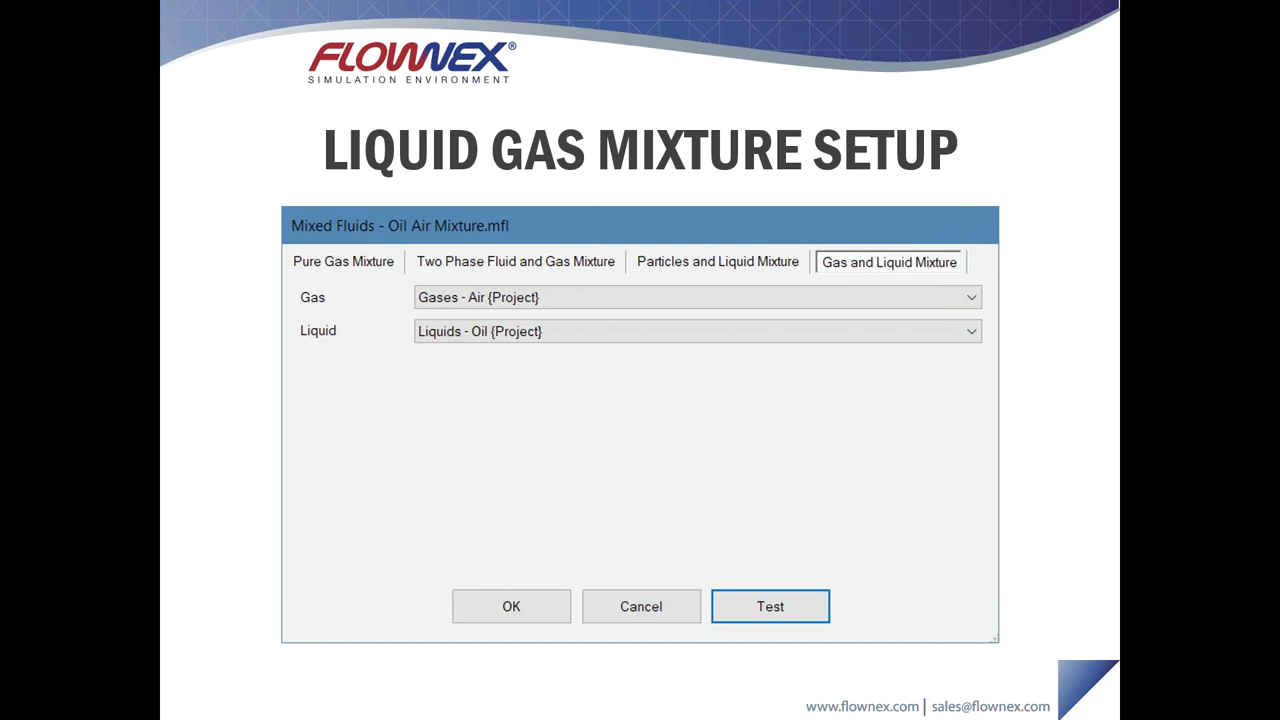 FLOWNEX®
SIMULATION ENVIRONMENT
LIQUID GAS MIXTURE SETUP
Mixed Fluids - Oil Air Mixture.mfl
Pure Gas Mixture Two Phase Fluid and Gas Mixture Particles and Liquid Mixture Gas and Liquid Mixture
Gas Gases - Air {Project}
Liquid Liquids - Oil {Project}
OK Cancel Test
www.flownex.com | sales@flownex.com